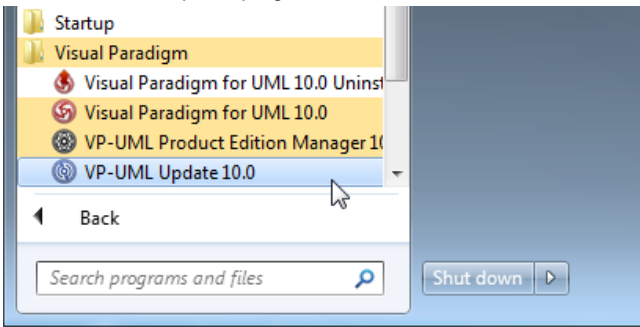 Startup
Visual Paradigm
Visual Paradigm for UML 10.0 Uninst
Visual Paradigm for UML 10.0
VP-UML Product Edition Manager 10
VP-UML Update 10.0
Back
Search programs and files
Shut down